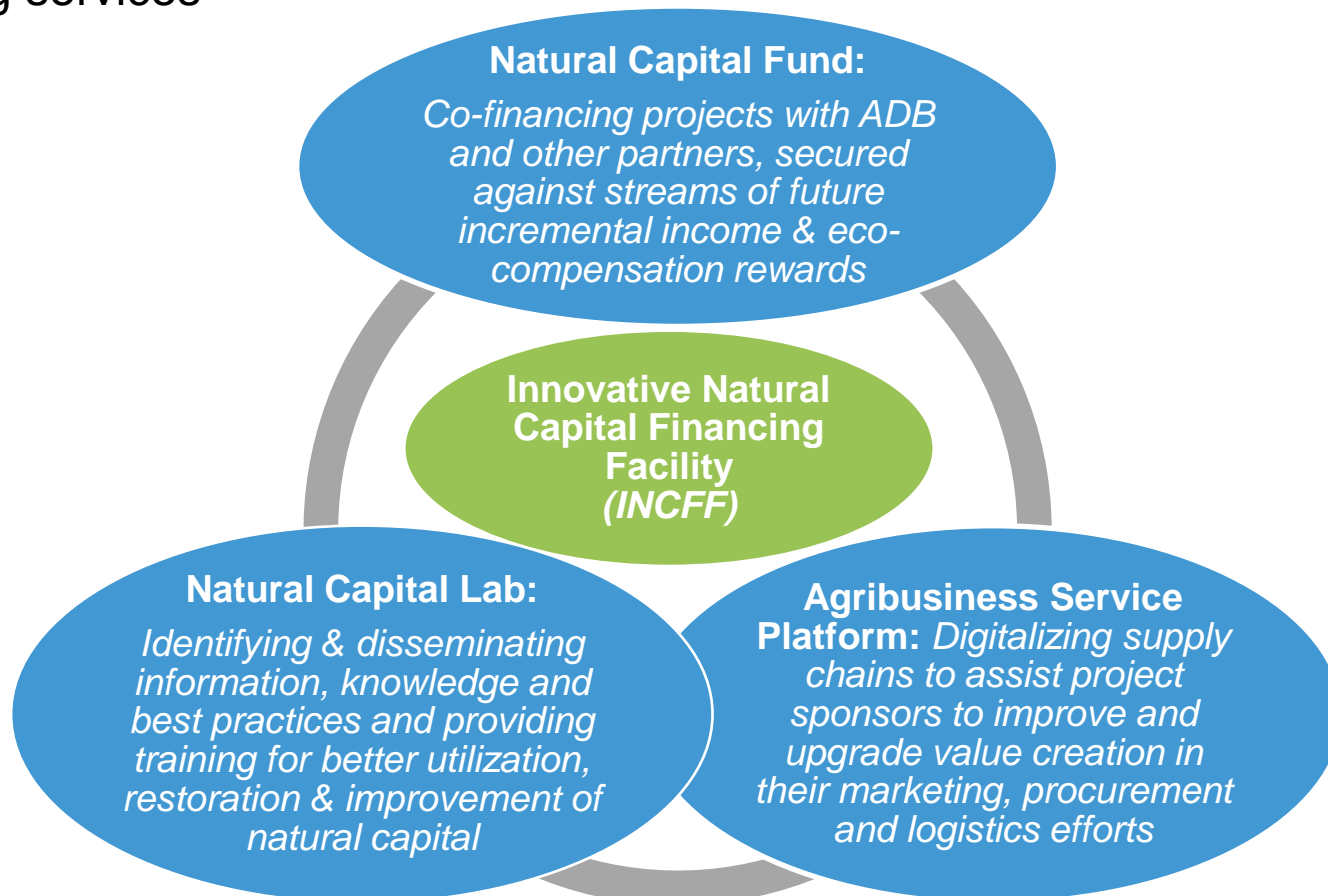 g services
Natural Capital Fund:
Co-financing projects with ADB
and other partners, secured
against streams of future
incremental income & eco-
compensation rewards
Innovative Natural
Capital Financing
Facility
(INCFF)
Natural Capital Lab:
Identifying & disseminating
information, knowledge and
best practices and providing
training for better utilization,
restoration & improvement of
natural capital
Agribusiness Service
Platform: Digitalizing supply
chains to assist project
sponsors to improve and
upgrade value creation in
their marketing, procurement
and logistics efforts